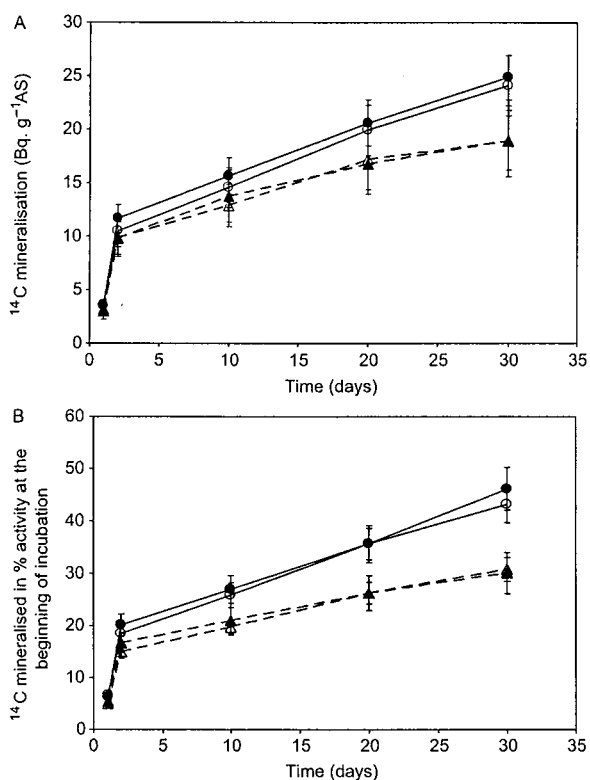 A
¹⁴C mineralisation (Bq. g⁻¹AS)
30
25
20
15
10
5
0
0 5 10 15 20 25 30 35
Time (days)
B
¹⁴C mineralised in % activity at the
beginning of incubation
60
50
40
30
20
10
0
0 5 10 15 20 25 30 35
Time (days)